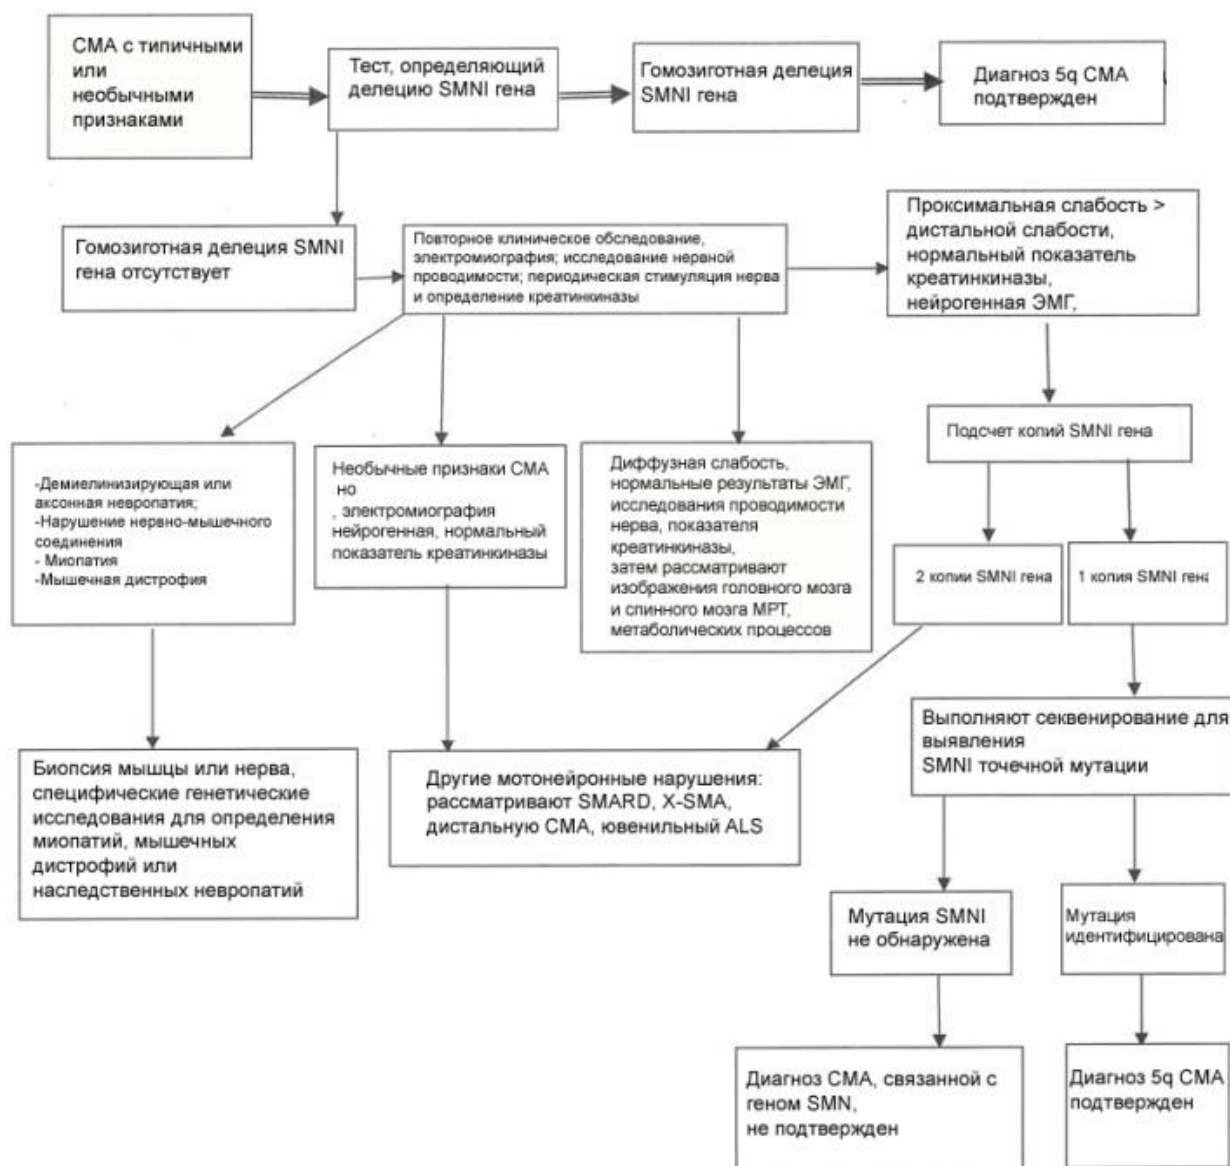 СМА с типичными
или
необычными
признаками
Тест, определяющий
делецию SMNI гена
Гомозиготная делеция
SMNI гена
Диагноз 5q СМА
подтвержден
Гомозиготная делеция SMNI
гена отсутствует
Повторное клиническое обследование,
электромиография; исследование нервной
проводимости; периодическая стимуляция нерва
и определение креатинкиназы
Проксимальная слабость >
дистальной слабости,
нормальный показатель
креатинкиназы,
нейрогенная ЭМГ,
Подсчет копий SMNI гена
-Демиелинизирующая или
аксонная невропатия;
-Нарушение нервно-мышечного
соединения
- Миопатия
-Мышечная дистрофия
Необычные признаки СМА
но
, электромиография
нейрогенная, нормальный
показатель креатинкиназы
Диффузная слабость,
нормальные результаты ЭМГ,
исследования проводимости
нерва, показателя
креатинкиназы,
затем рассматривают
изображения головного мозга
и спинного мозга МРТ,
метаболических процессов
2 копии SMNI гена
1 копия SMNI гена
Биопсия мышцы или нерва,
специфические генетические
исследования для определения
миопатий, мышечных
дистрофий или
наследственных невропатий
Другие мотонейронные нарушения:
рассматривают SMARD, X-SMA,
дистальную СМА, ювенильный ALS
Выполняют секвенирование для
выявления
SMNI точечной мутации
Мутация SMNI
не обнаружена
Мутация
идентифицирована
Диагноз СМА, связанной с
геном SMN,
не подтвержден
Диагноз 5q СМА
подтвержден